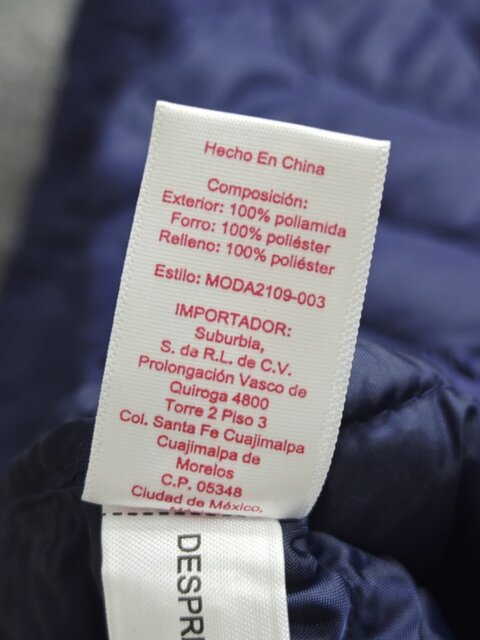 Hecho En China
Composición:
Exterior: 100% poliamida
Forro: 100% poliéster
Relleno: 100% poliéster
Estilo: MODA2109-003
IMPORTADOR:
Suburbia,
S. de R.L. de C.V.
Prolongación Vasco de
Quiroga 4800
Torre 2 Piso 3
Col. Santa Fe Cuajimalpa
Cuajimalpa de
Morelos
C.P. 05348
Ciudad de México,
DESPR